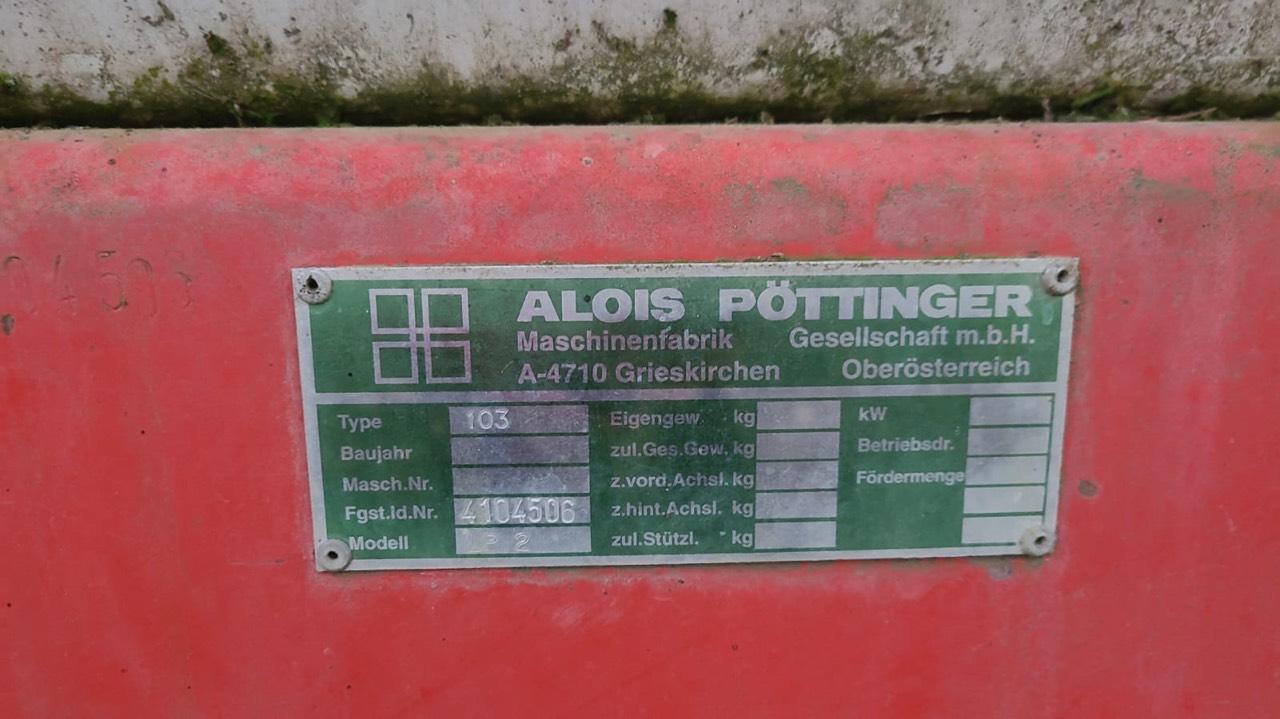 ALOIS PÖTTINGER
Maschinenfabrik Gesellschaft m.b.H.
A-4710 Grieskirchen Oberösterreich
Type 103 Eigengew. kg kW
Baujahr zul.Ges.Gew. kg Betriebsdr.
Masch.Nr. z.vord.Achsl. kg Fördermenge
Fgst.Id.Nr. 4104506 z.hint.Achsl. kg
Modell 2 zul.Stützl. kg